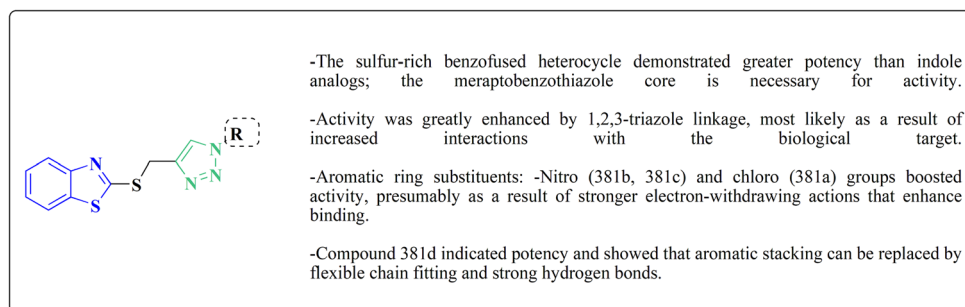 -The sulfur-rich benzofused heterocycle demonstrated greater potency than indole
analogs; the meraptobenzothiazole core is necessary for activity.
-Activity was greatly enhanced by 1,2,3-triazole linkage, most likely as a result of
increased interactions with the biological target.
-Aromatic ring substituents: -Nitro (381b, 381c) and chloro (381a) groups boosted
activity, presumably as a result of stronger electron-withdrawing actions that enhance
binding.
-Compound 381d indicated potency and showed that aromatic stacking can be replaced by
flexible chain fitting and strong hydrogen bonds.
R
N
N
S
N
N
S